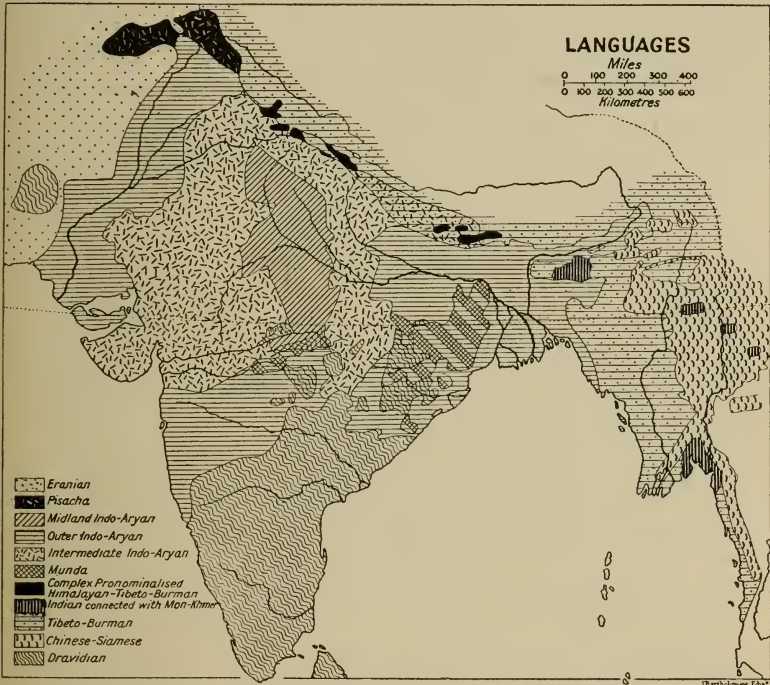 LANGUAGES
Miles
0 100 200 300 400
0 100 200 300 400 500 600
Kilometres
Eranian
Pisacha
Midland Indo-Aryan
Outer Indo-Aryan
Intermediate Indo-Aryan
Munda
Complex Pronominalised
Himalayan-Tibeto-Burman
Indian connected with Mon-Khmer
Tibeto-Burman
Chinese-Siamese
Dravidian